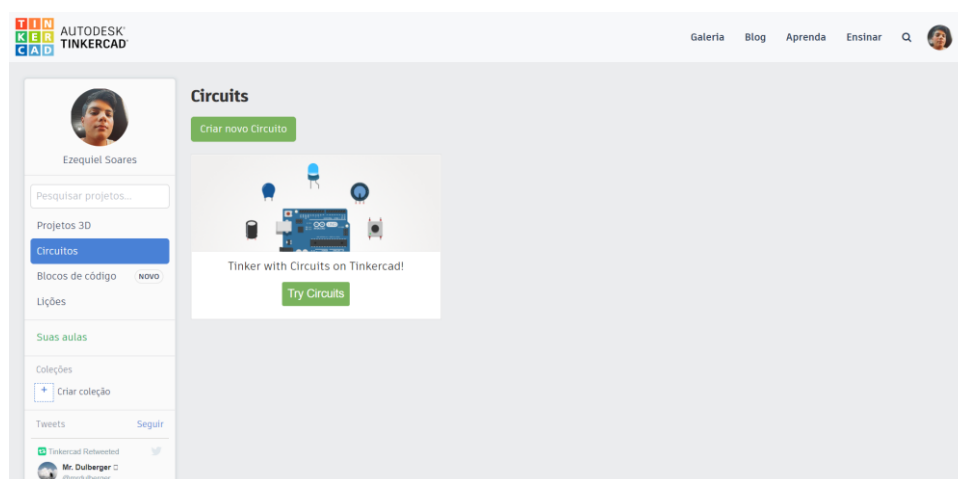 TIN
KER
CAD
AUTODESK®
TINKERCAD®
Galeria Blog Aprenda Ensinar
Ezequiel Soares
Pesquisar projetos...
Projetos 3D
Circuitos
Blocos de código NOVO
Lições
Suas aulas
Coleções
+ Criar coleção
Tweets Seguir
Tinkercad Retweeted
Mr. Dulberger
Circuits
Criar novo Circuito
Tinker with Circuits on Tinkercad!
Try Circuits